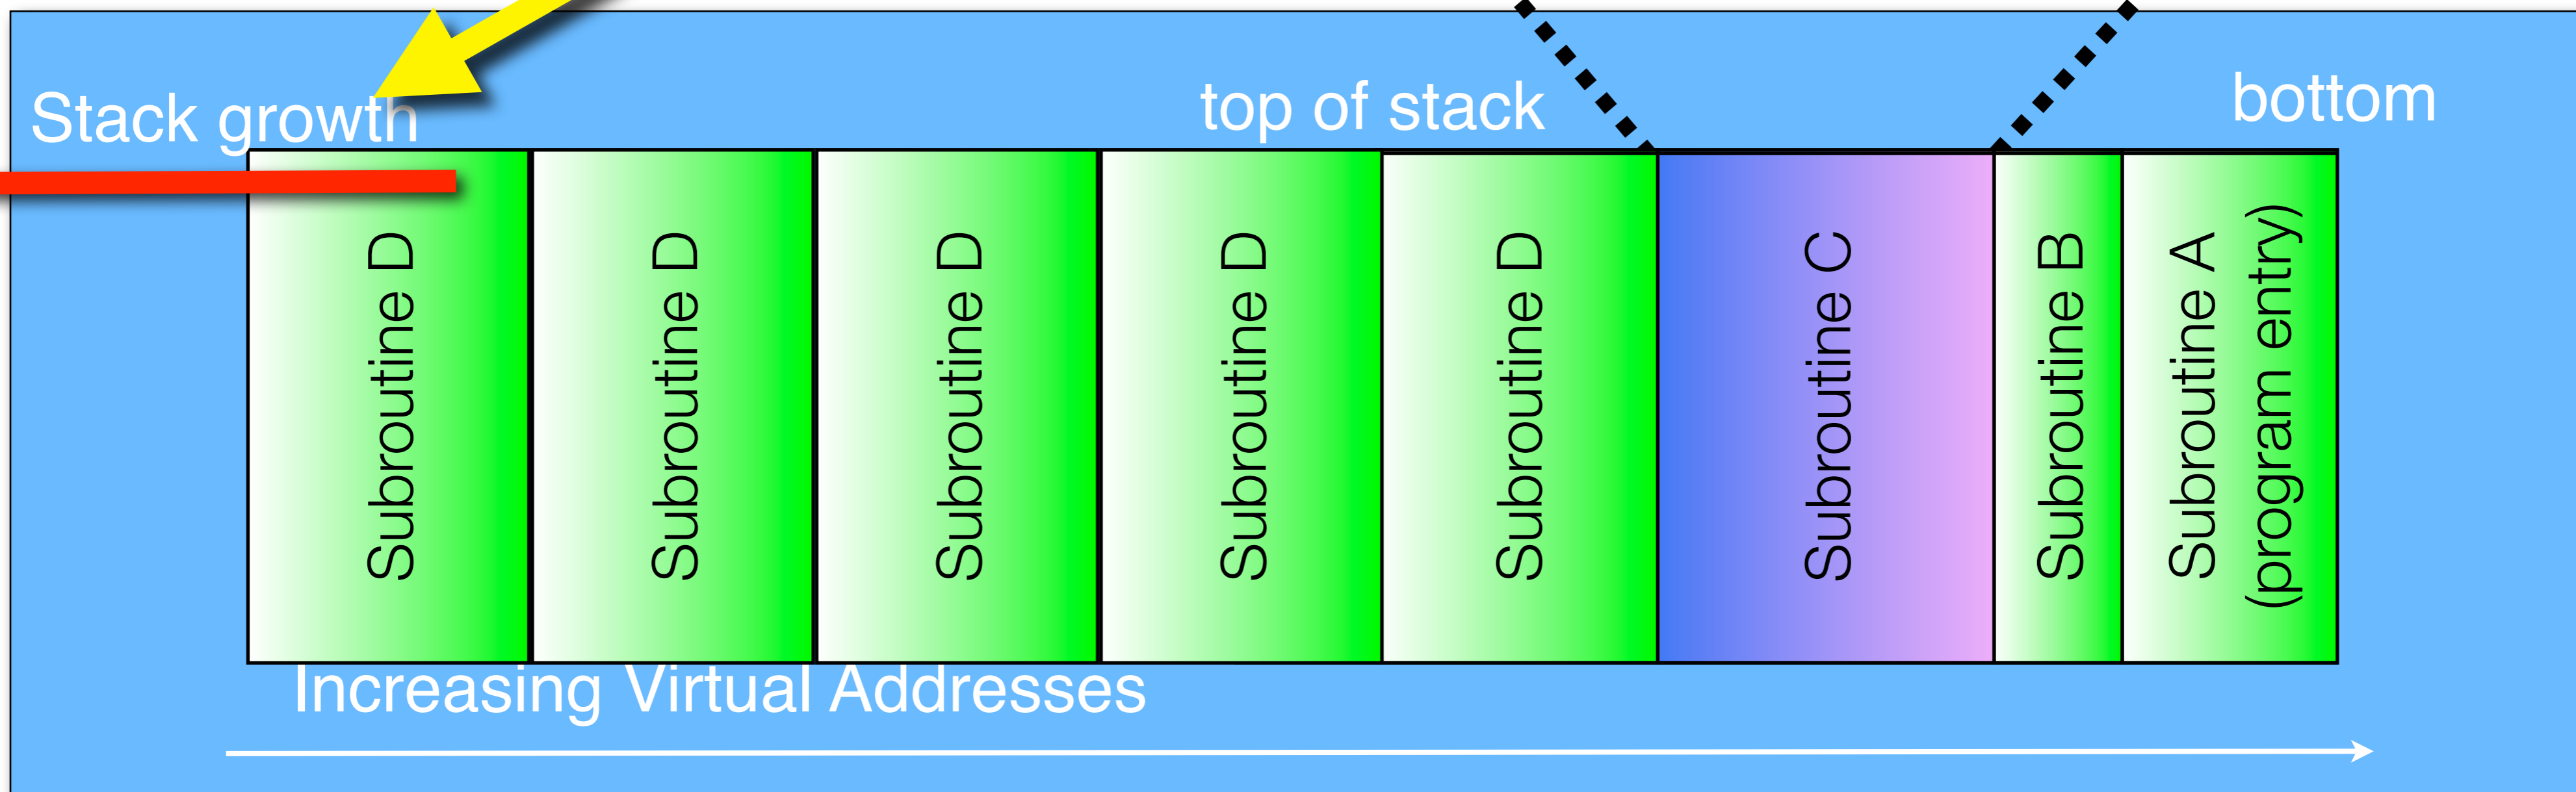 Stack growth
top of stack
bottom
Subroutine D
Subroutine D
Subroutine D
Subroutine D
Subroutine D
Subroutine C
Subroutine B
Subroutine A
(program entry)
Increasing Virtual Addresses